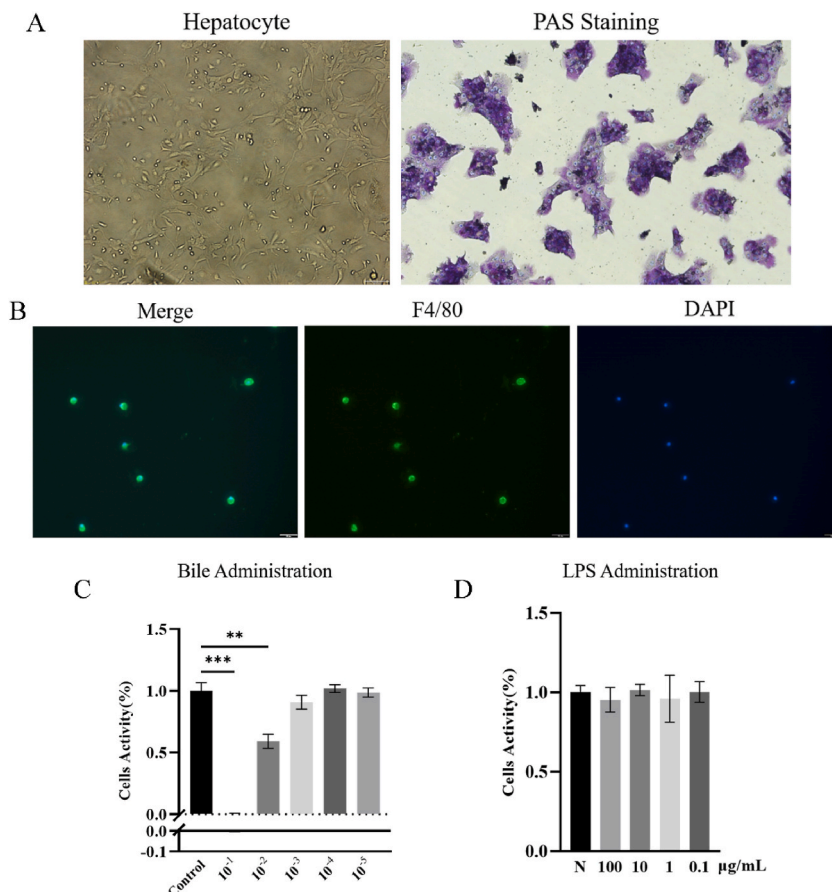 A
Hepatocyte
PAS Staining
B
Merge
F4/80
DAPI
Bile Administration
C
Cells Activity(%)
1.5
1.0
0.5
0.0
0.0
-0.1
**
***
Control
10⁻¹
10⁻²
10⁻³
10⁻⁴
10⁻⁵
LPS Administration
D
Cells Activity(%)
1.5
1.0
0.5
0.0
N 100 10 1 0.1 μg/mL